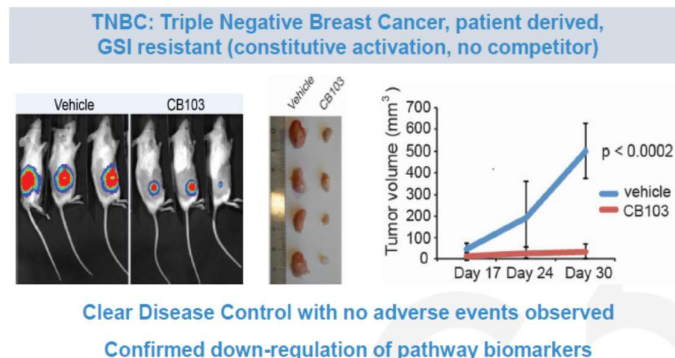 TNBC: Triple Negative Breast Cancer, patient derived,
GSI resistant (constitutive activation, no competitor)
Vehicle
CB103
Vehicle
CB103
Tumor volume (mm³)
700
600
500
400
300
200
100
0
Day 17
Day 24
Day 30
p < 0.0002
vehicle
CB103
Clear Disease Control with no adverse events observed
Confirmed down-regulation of pathway biomarkers